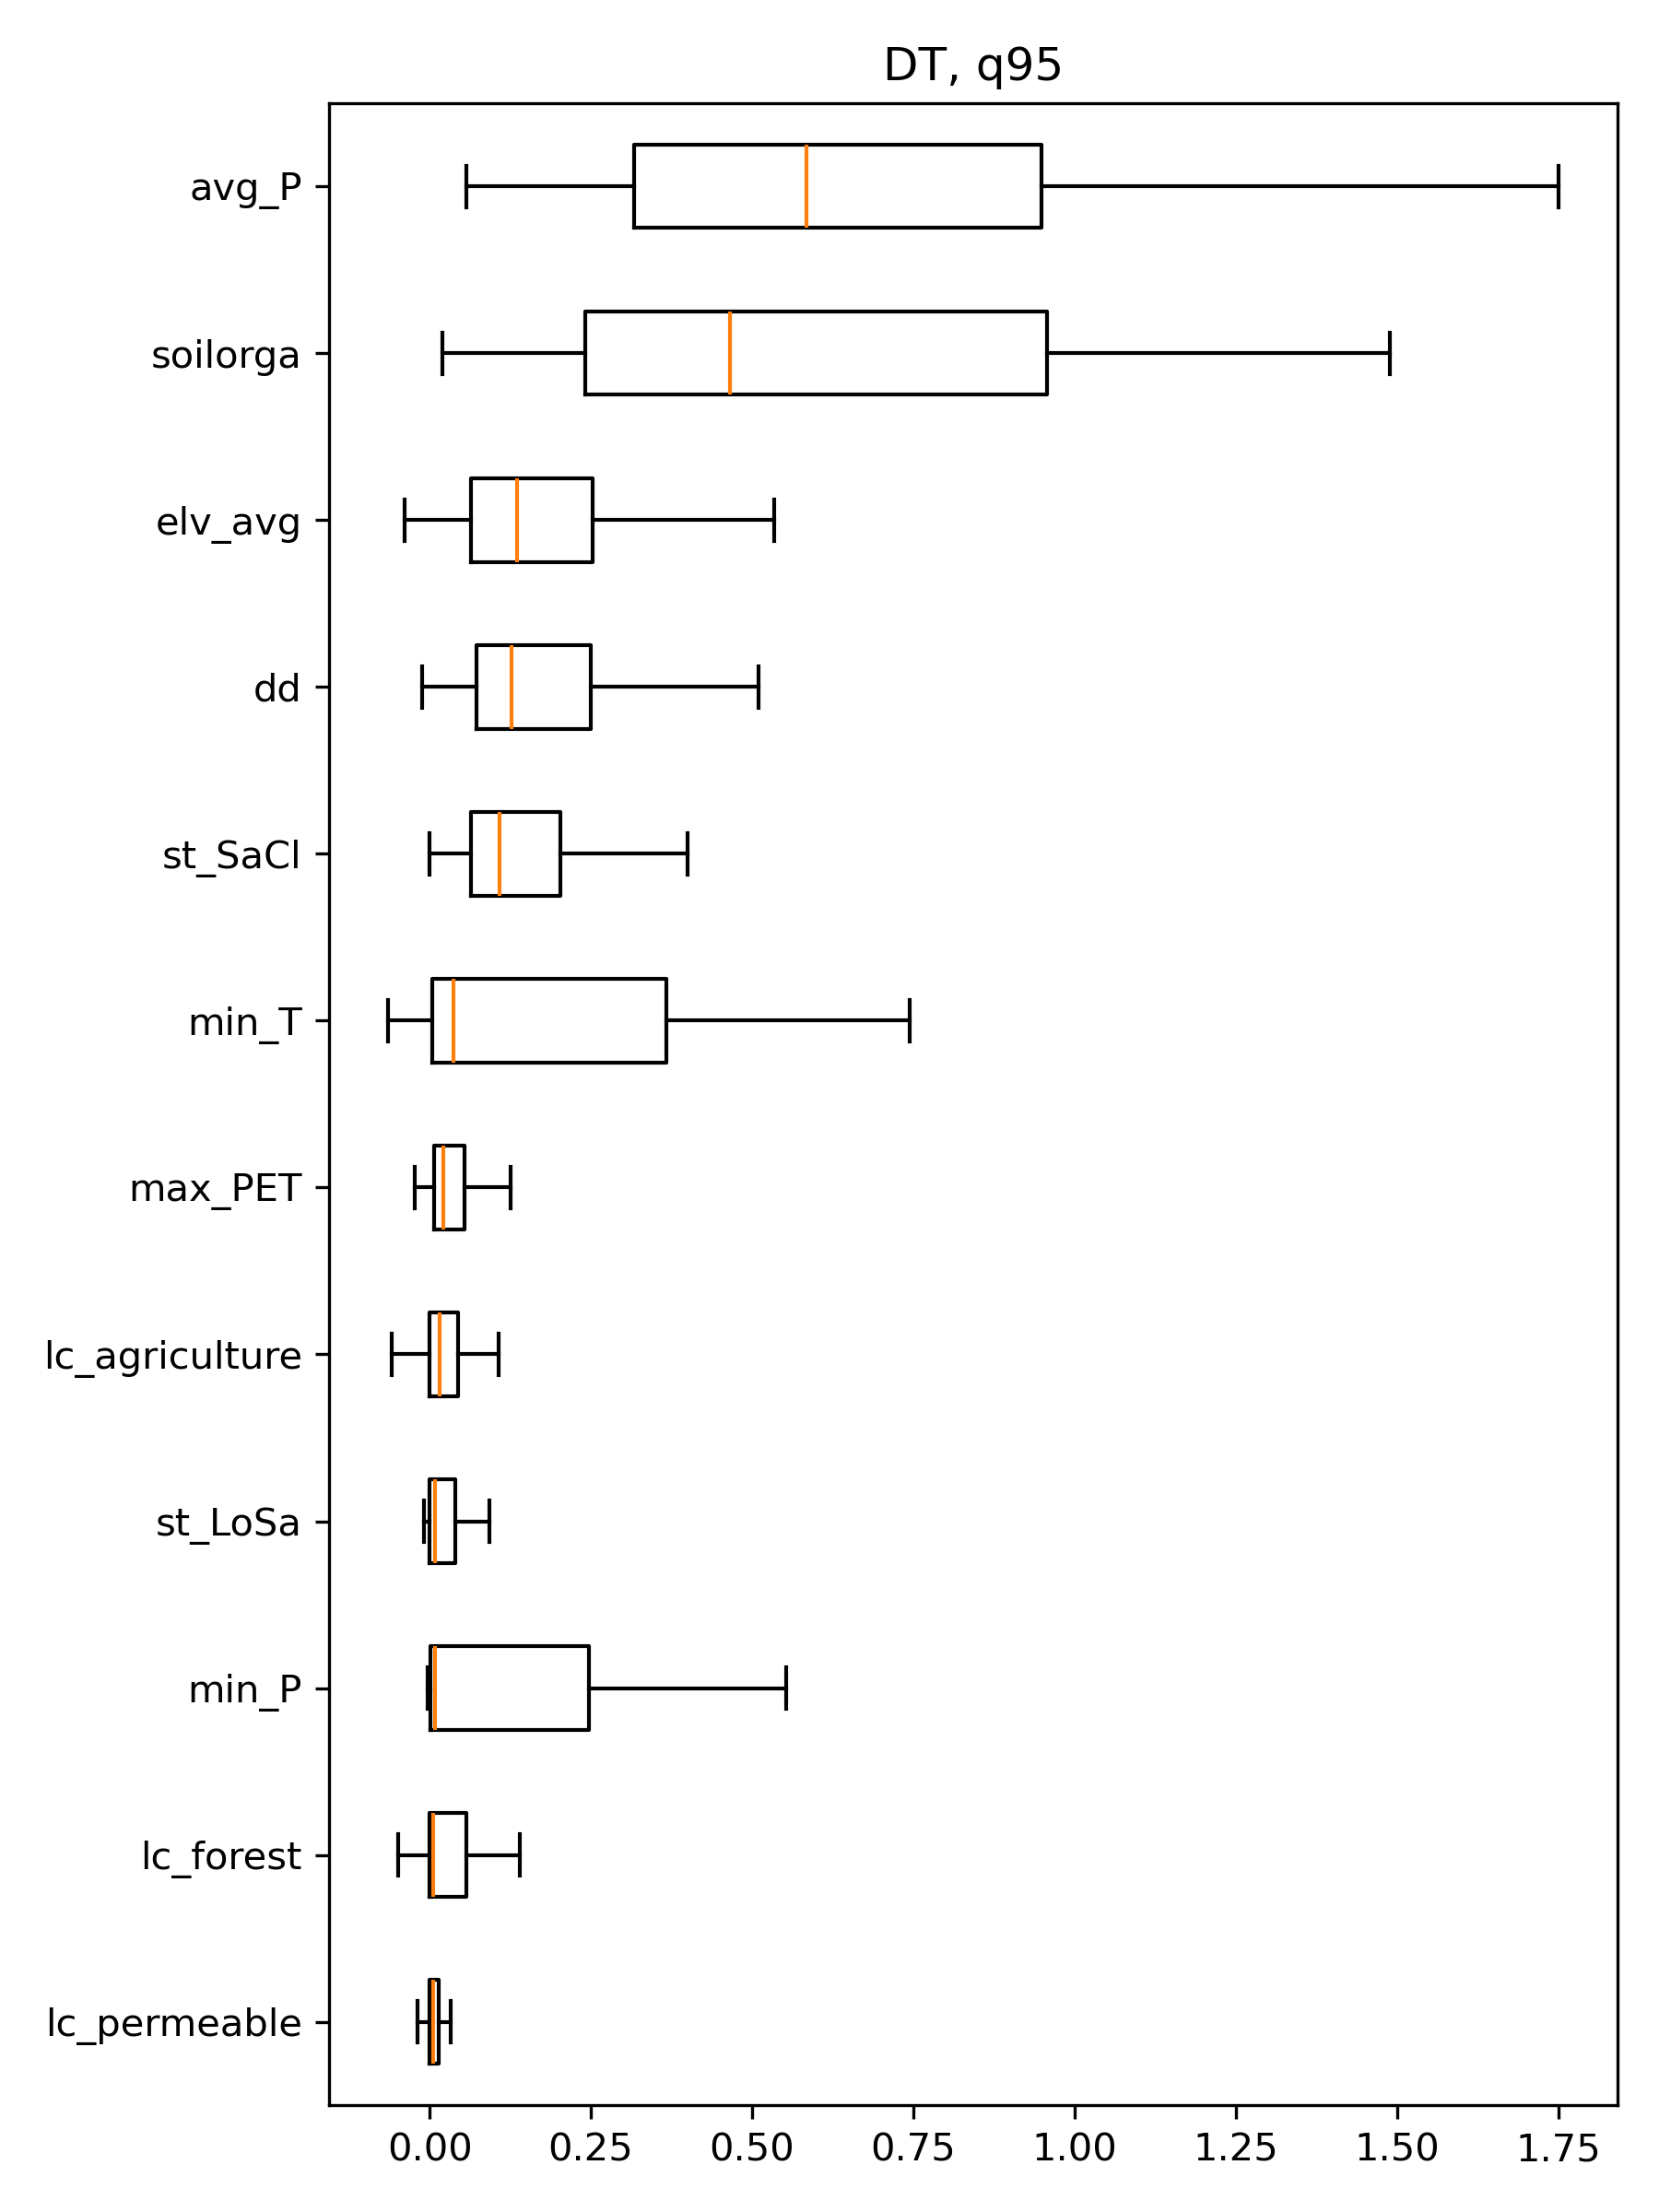 DT, q95
avg_P
soilorga
elv_avg
dd
st_SaCl
min_T
max_PET
lc_agriculture
st_LoSa
min_P
lc_forest
lc_permeable
0.00 0.25 0.50 0.75 1.00 1.25 1.50 1.75